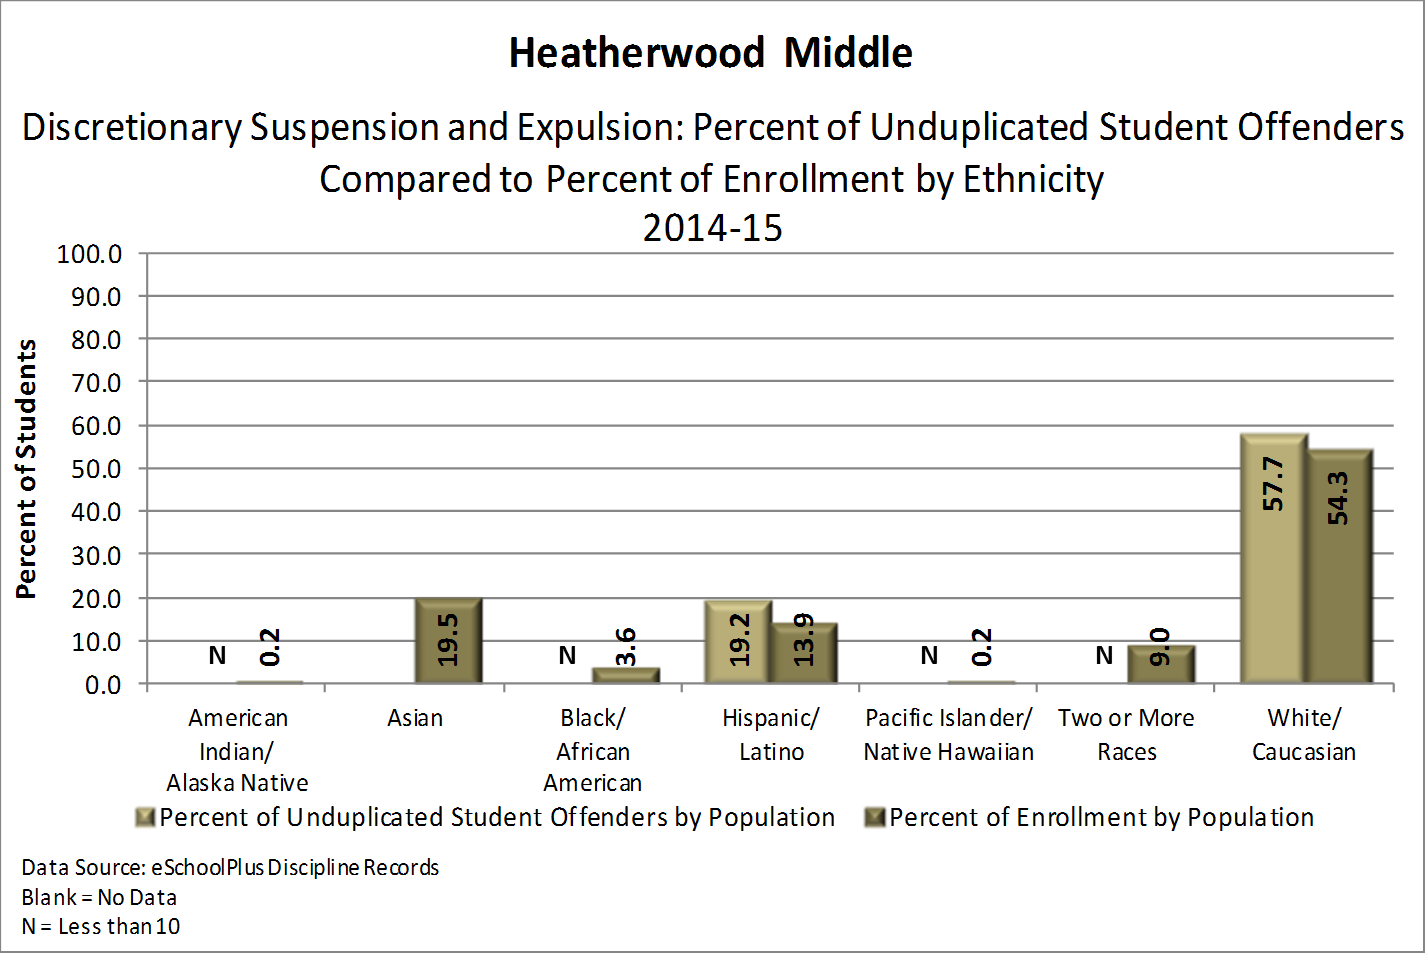 Heatherwood Middle
Discretionary Suspension and Expulsion: Percent of Unduplicated Student Offenders
Compared to Percent of Enrollment by Ethnicity
2014-15
Percent of Students
100.0
90.0
80.0
70.0
60.0
50.0
40.0
30.0
20.0
10.0
0.0
N
0.2
19.5
N
3.6
19.2
13.9
N
0.2
N
9.0
57.7
54.3
American
Indian/
Alaska Native
Asian
Black/
African
American
Hispanic/
Latino
Pacific Islander/
Native Hawaiian
Two or More
Races
White/
Caucasian
Percent of Unduplicated Student Offenders by Population
Percent of Enrollment by Population
Data Source: eSchoolPlus Discipline Records
Blank = No Data
N = Less than 10